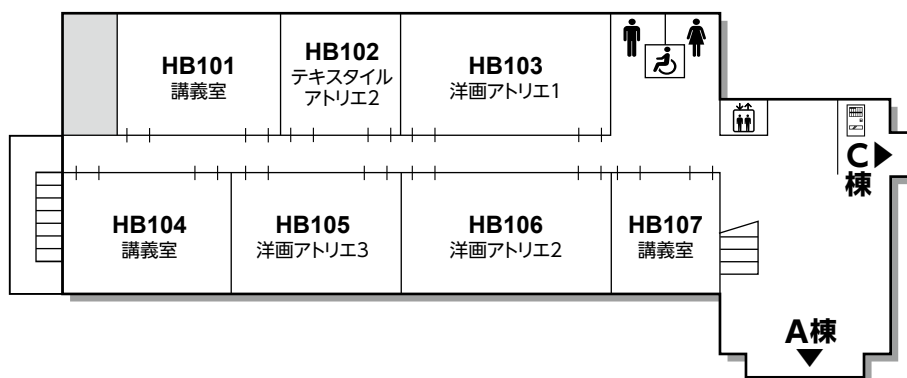 HB101
講義室
HB102
テキスタイル
アトリエ2
HB103
洋画アトリエ1
C
棟
HB104
講義室
HB105
洋画アトリエ3
HB106
洋画アトリエ2
HB107
講義室
A棟